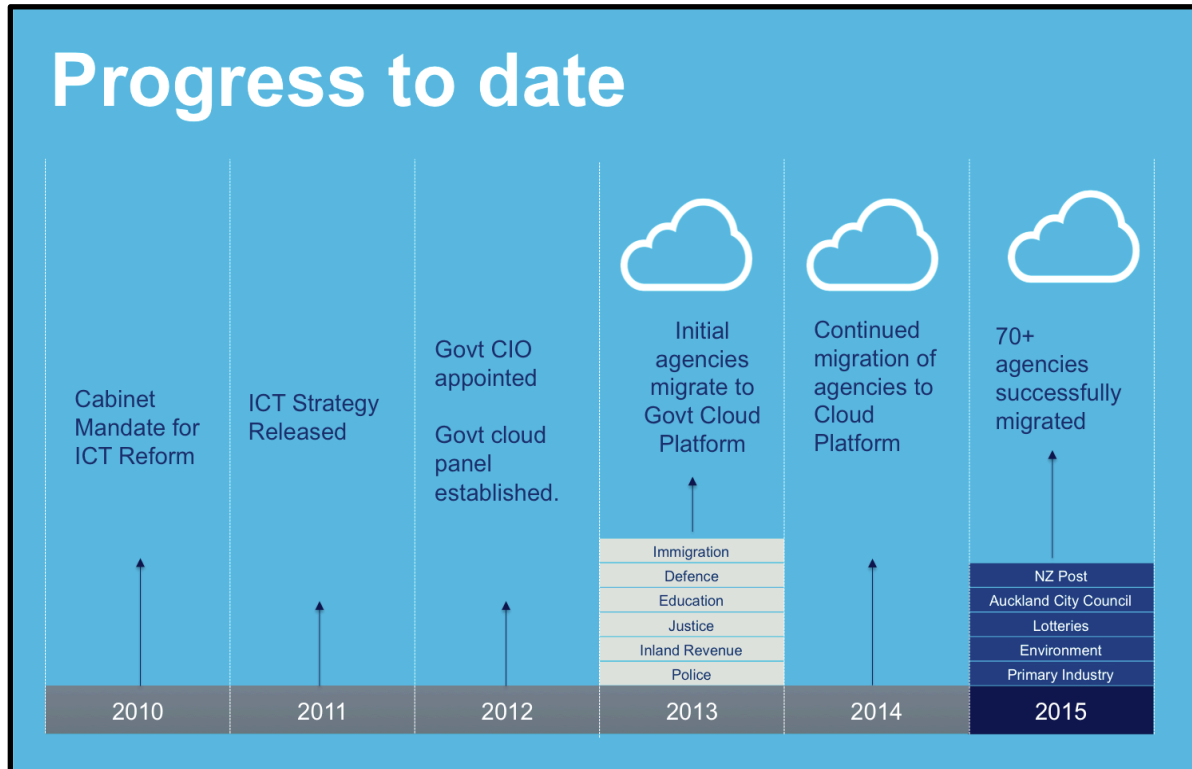 Progress to date
Cabinet
Mandate for
ICT Reform
ICT Strategy
Released
Govt CIO
appointed
Govt cloud
panel
established.
Initial
agencies
migrate to
Govt Cloud
Platform
Continued
migration of
agencies to
Cloud
Platform
70+
agencies
successfully
migrated
Immigration
Defence
Education
Justice
Inland Revenue
Police
NZ Post
Auckland City Council
Lotteries
Environment
Primary Industry
2010
2011
2012
2013
2014
2015